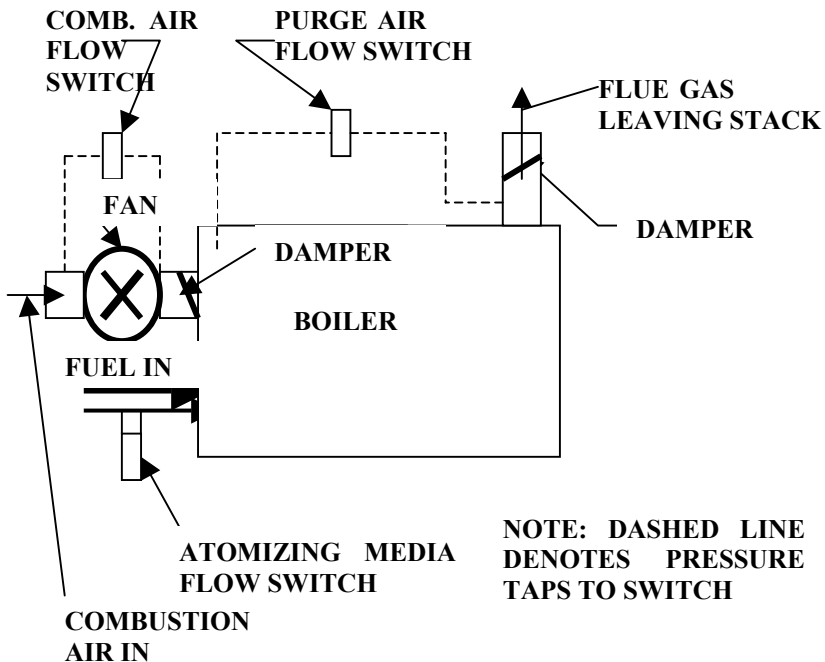 COMB. AIR
FLOW
SWITCH
PURGE AIR
FLOW SWITCH
FLUE GAS
LEAVING STACK
FAN
DAMPER
DAMPER
BOILER
FUEL IN
ATOMIZING MEDIA
FLOW SWITCH
NOTE: DASHED LINE
DENOTES PRESSURE
TAPS TO SWITCH
COMBUSTION
AIR IN